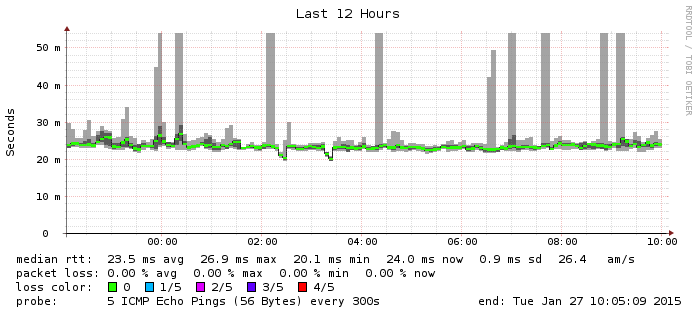 Last 12 Hours
RRDTOOL / TOBI OETIKER
Seconds
50 m
40 m
30 m
20 m
10 m
0
00:00 02:00 04:00 06:00 08:00 10:00
median rtt: 23.5 ms avg 26.9 ms max 20.1 ms min 24.0 ms now 0.9 ms sd 26.4 am/s
packet loss: 0.00 % avg 0.00 % max 0.00 % min 0.00 % now
loss color: 0 1/5 2/5 3/5 4/5
probe: 5 ICMP Echo Pings (56 Bytes) every 300s end: Tue Jan 27 10:05:09 2015